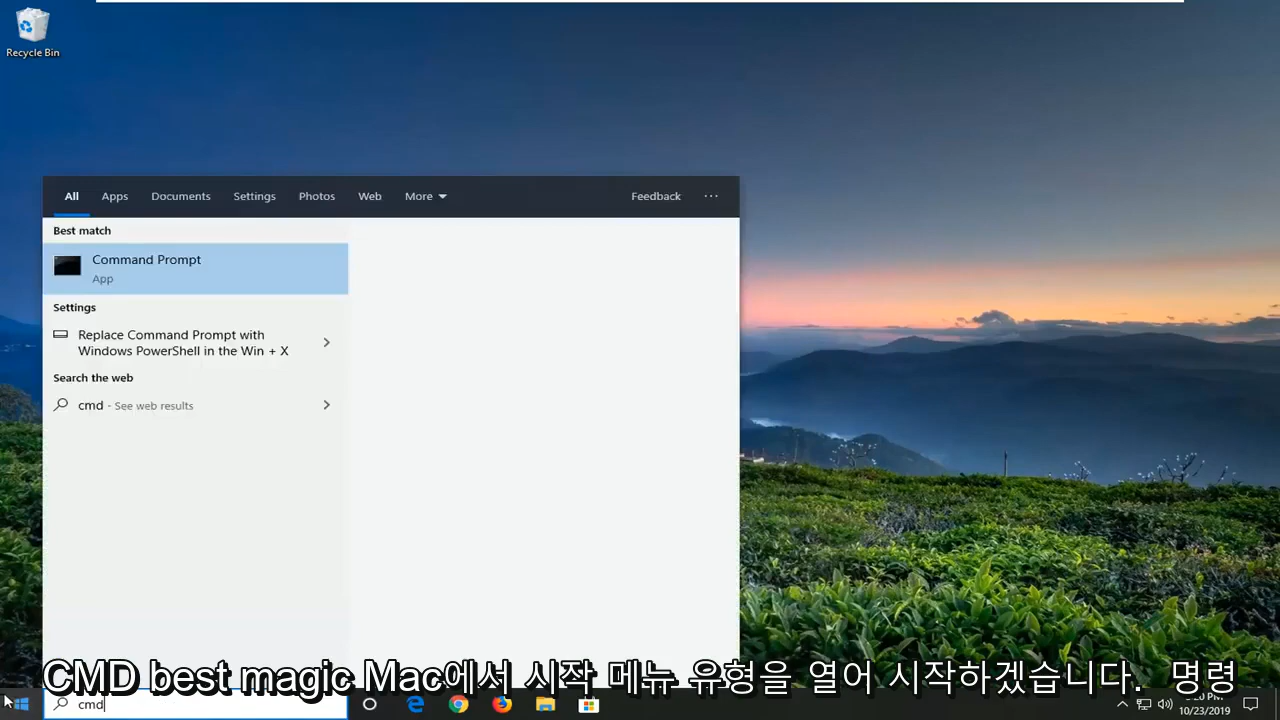 Recycle Bin
All Apps Documents Settings Photos Web More Feedback ···
Best match
Command Prompt
App
Settings
Replace Command Prompt with
Windows PowerShell in the Win + X
Search the web
cmd - See web results
CMD best magic Mac에서 시작 메뉴 유형을 열어 시작하겠습니다. 명령
cmd
10/23/2019